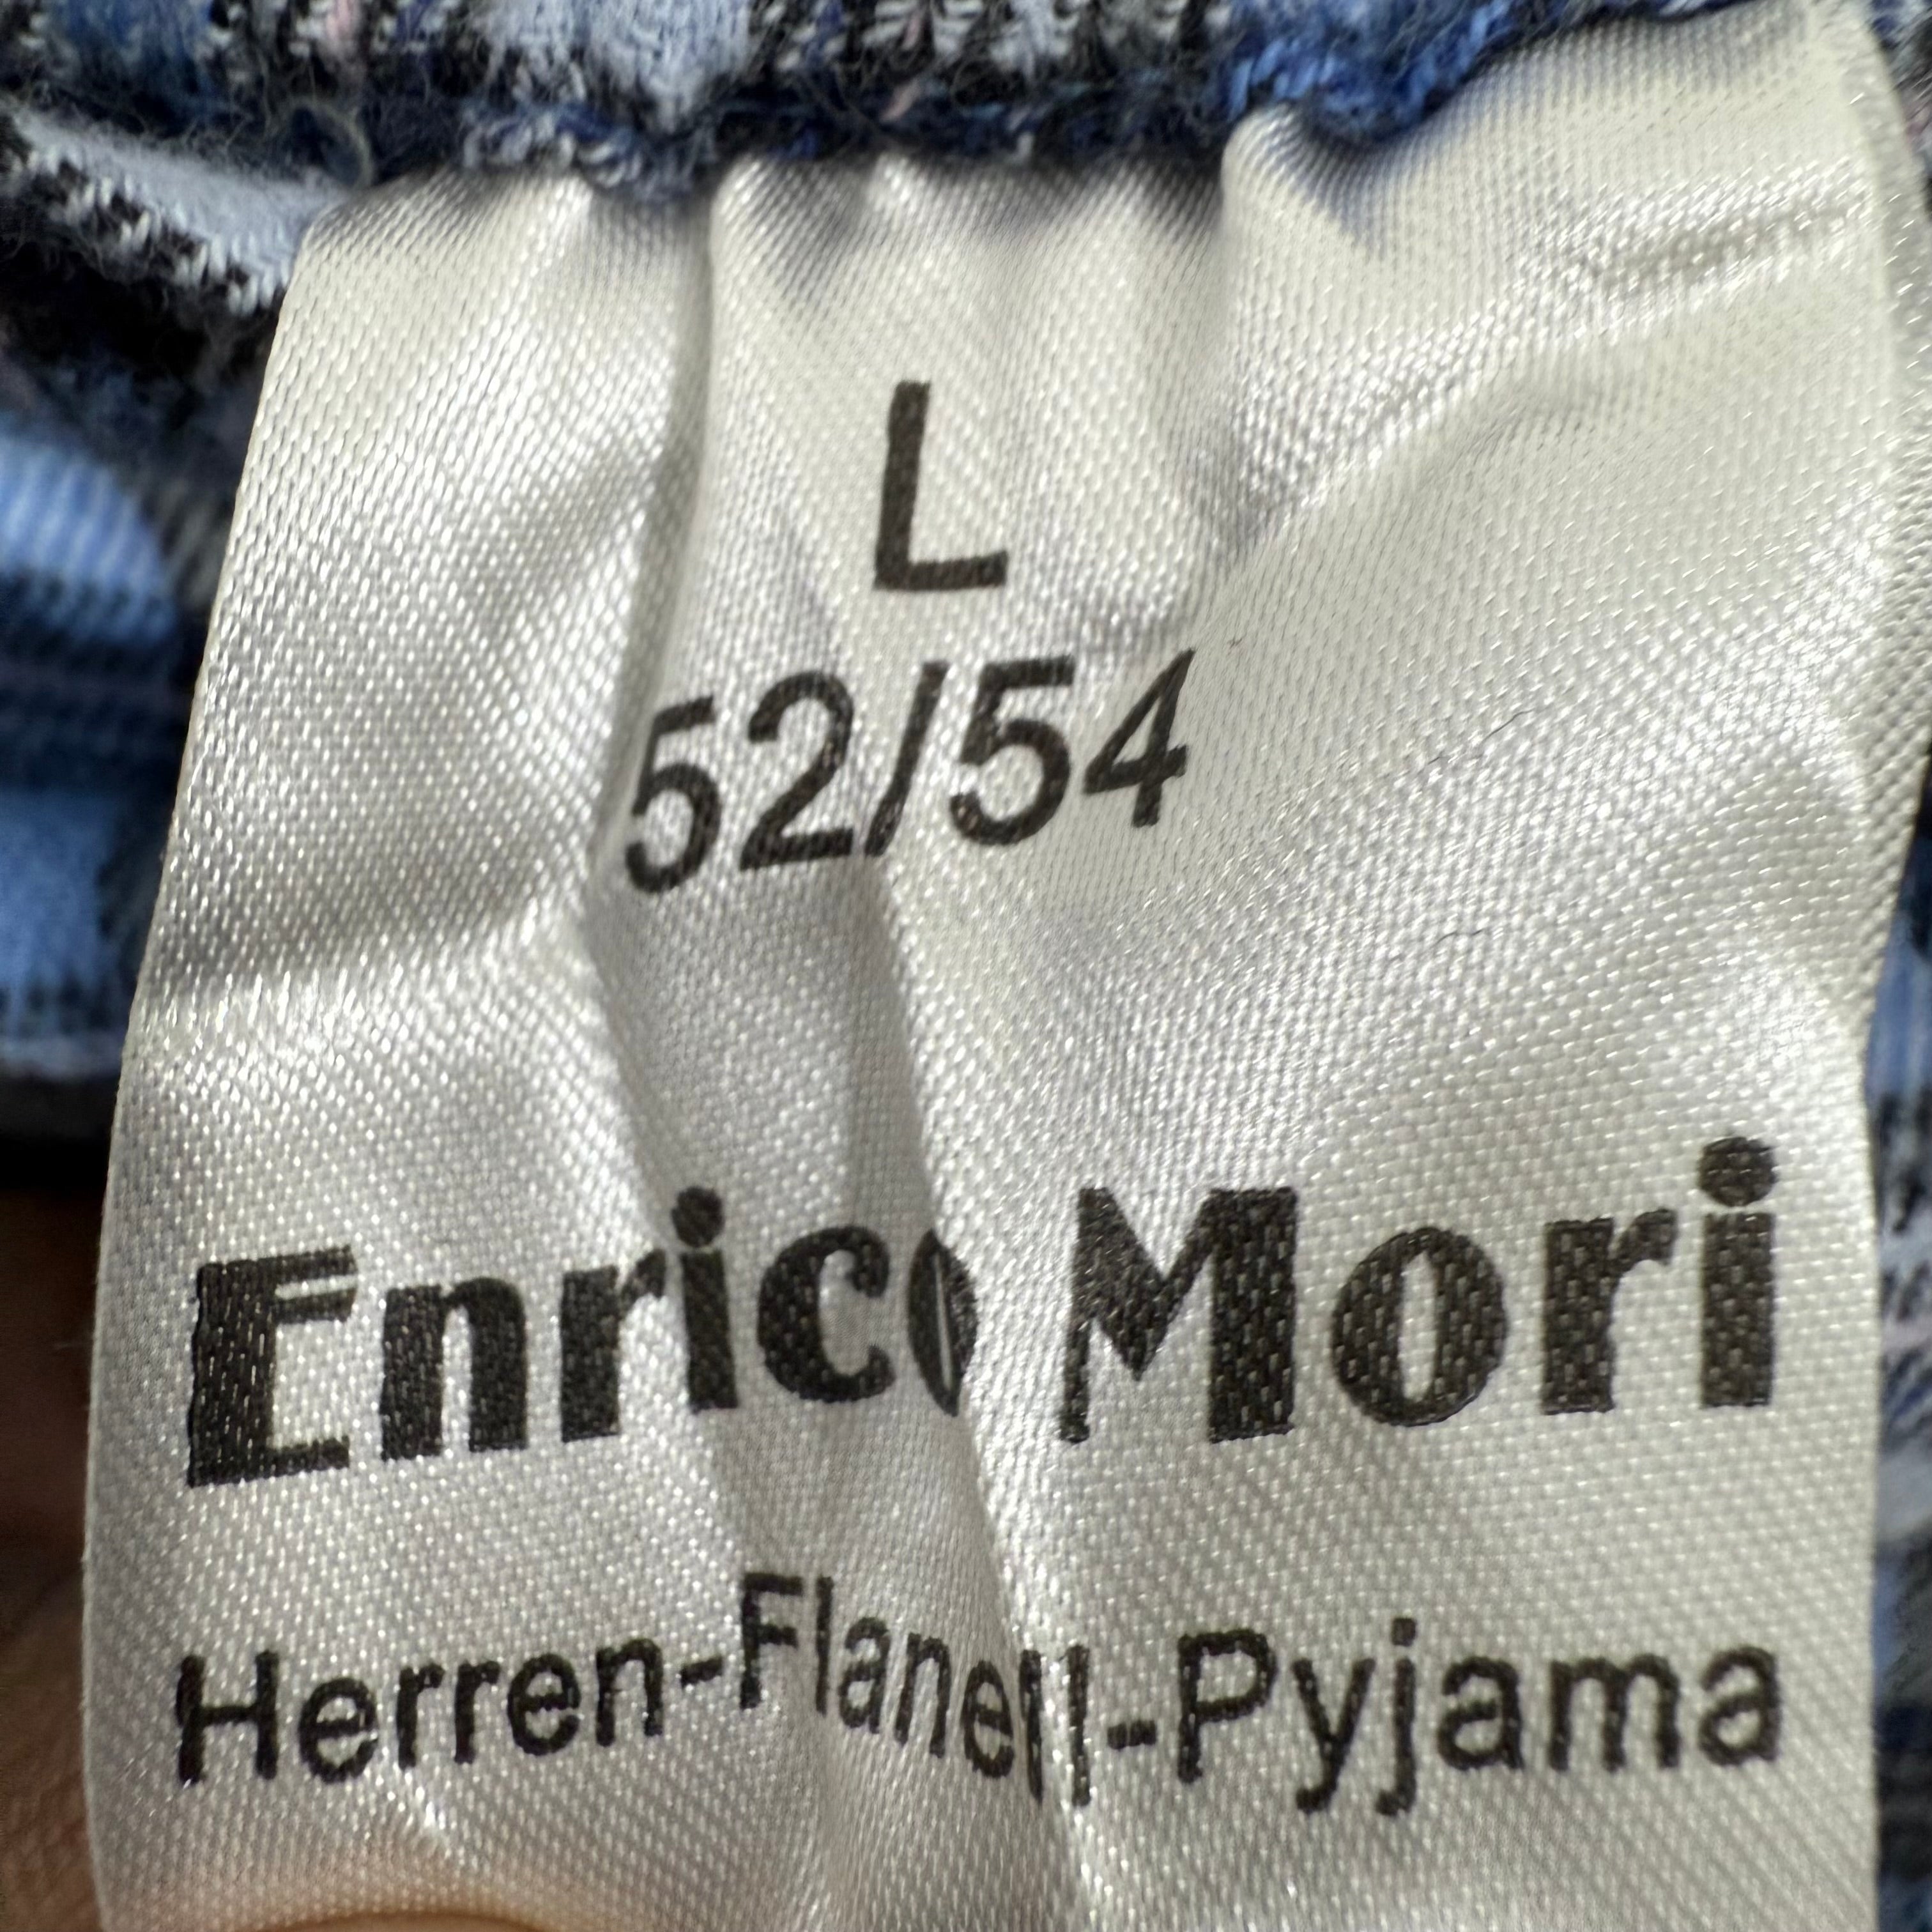 L
52/54
Enrico Mori
Herren-Flanell-Pyjama